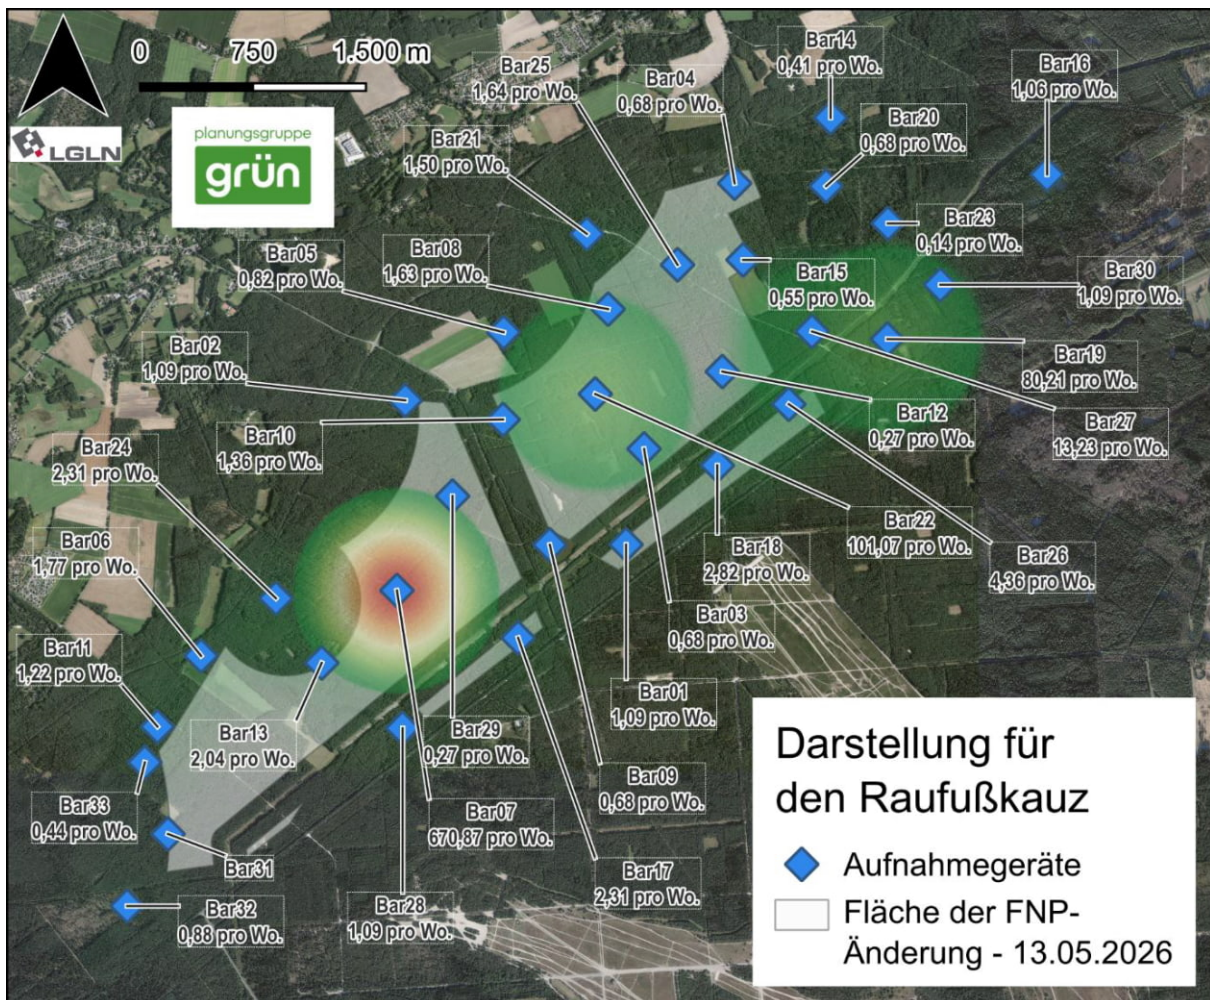 0 750 1.500 m
LGLN
planungsgruppe
grün
Bar14
0,41 pro Wo.
Bar25
1,64 pro Wo.
Bar04
0,68 pro Wo.
Bar16
1,06 pro Wo.
Bar20
0,68 pro Wo.
Bar21
1,50 pro Wo.
Bar23
0,14 pro Wo.
Bar05
0,82 pro Wo.
Bar08
1,63 pro Wo.
Bar15
0,55 pro Wo.
Bar30
1,09 pro Wo.
Bar02
1,09 pro Wo.
Bar19
80,21 pro Wo.
Bar12
0,27 pro Wo.
Bar27
13,23 pro Wo.
Bar10
1,36 pro Wo.
Bar24
2,31 pro Wo.
Bar22
101,07 pro Wo.
Bar18
2,82 pro Wo.
Bar26
4,36 pro Wo.
Bar06
1,77 pro Wo.
Bar03
0,68 pro Wo.
Bar11
1,22 pro Wo.
Bar01
1,09 pro Wo.
Bar13
2,04 pro Wo.
Bar29
0,27 pro Wo.
Bar09
0,68 pro Wo.
Bar33
0,44 pro Wo.
Bar07
670,87 pro Wo.
Bar31
Bar17
2,31 pro Wo.
Bar32
0,88 pro Wo.
Bar28
1,09 pro Wo.
Darstellung für
den Raufußkauz
Aufnahmegeräte
Fläche der FNP-
Änderung - 13.05.2026